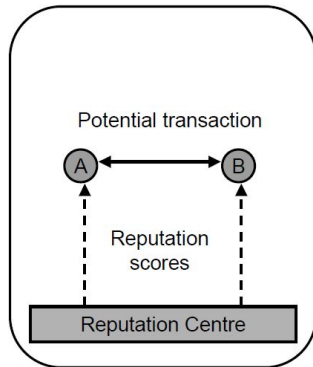 Potential transaction
A B
Reputation
scores
Reputation Centre